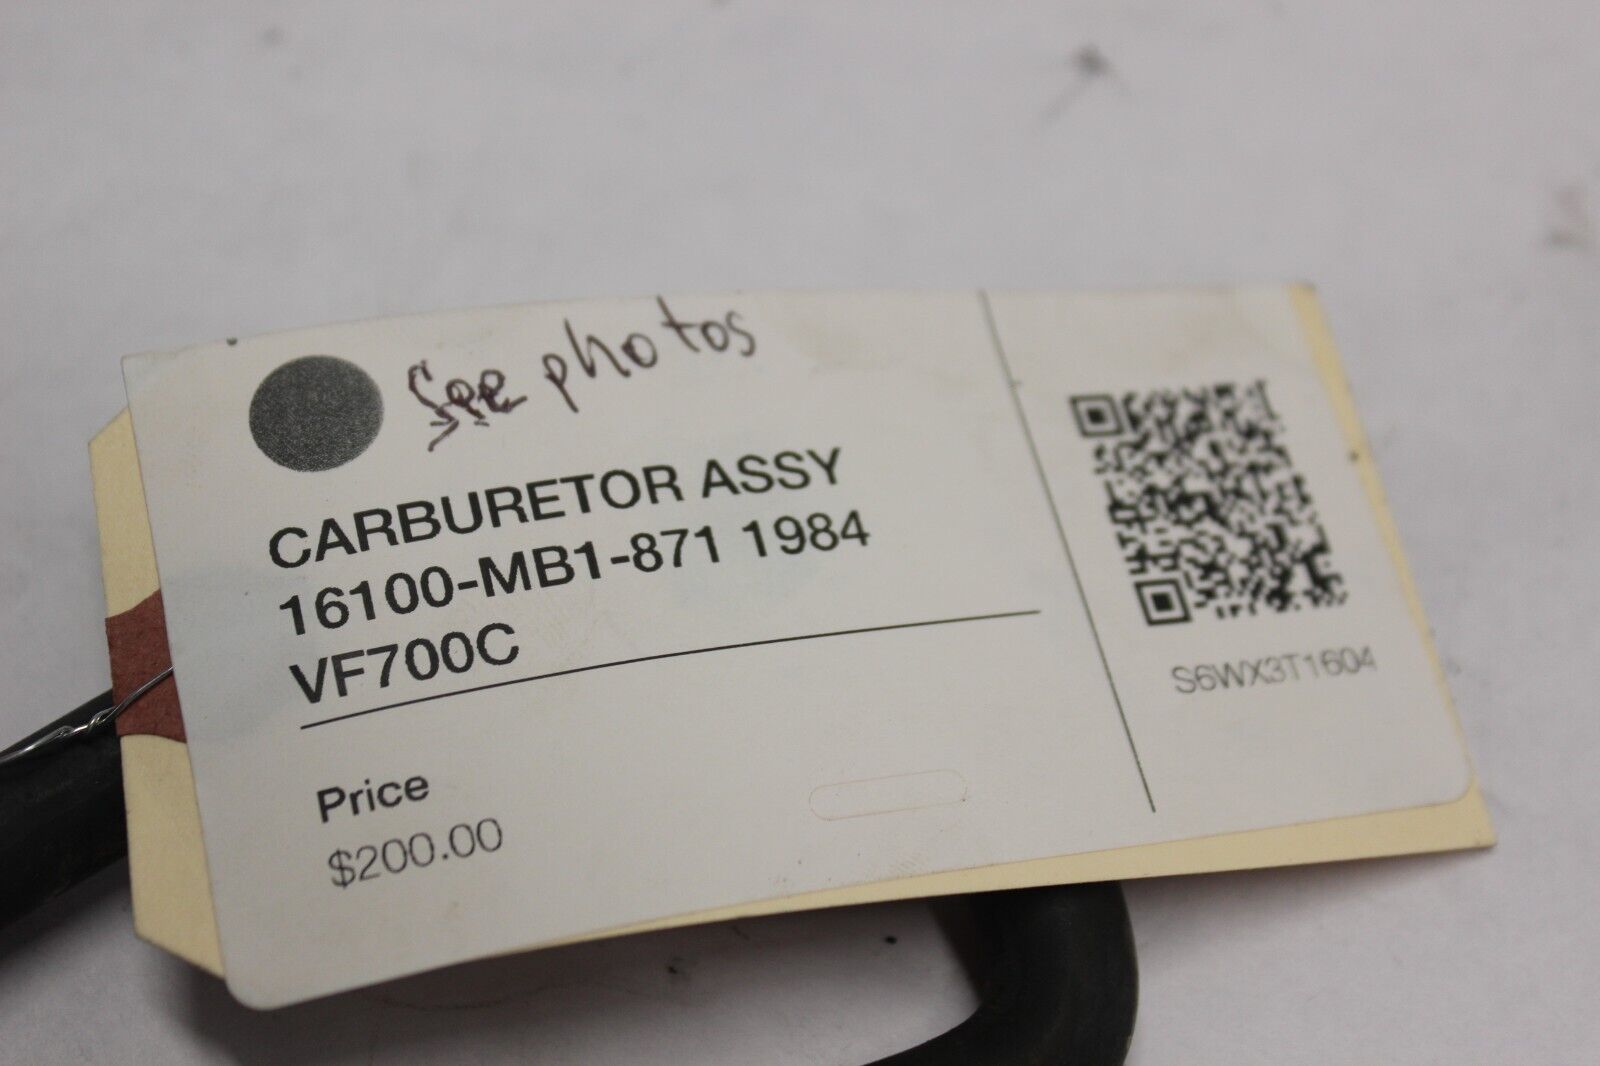 See photos
CARBURETOR ASSY
16100-MB1-871 1984
VF700C
Price
$200.00
S6WX3T1604